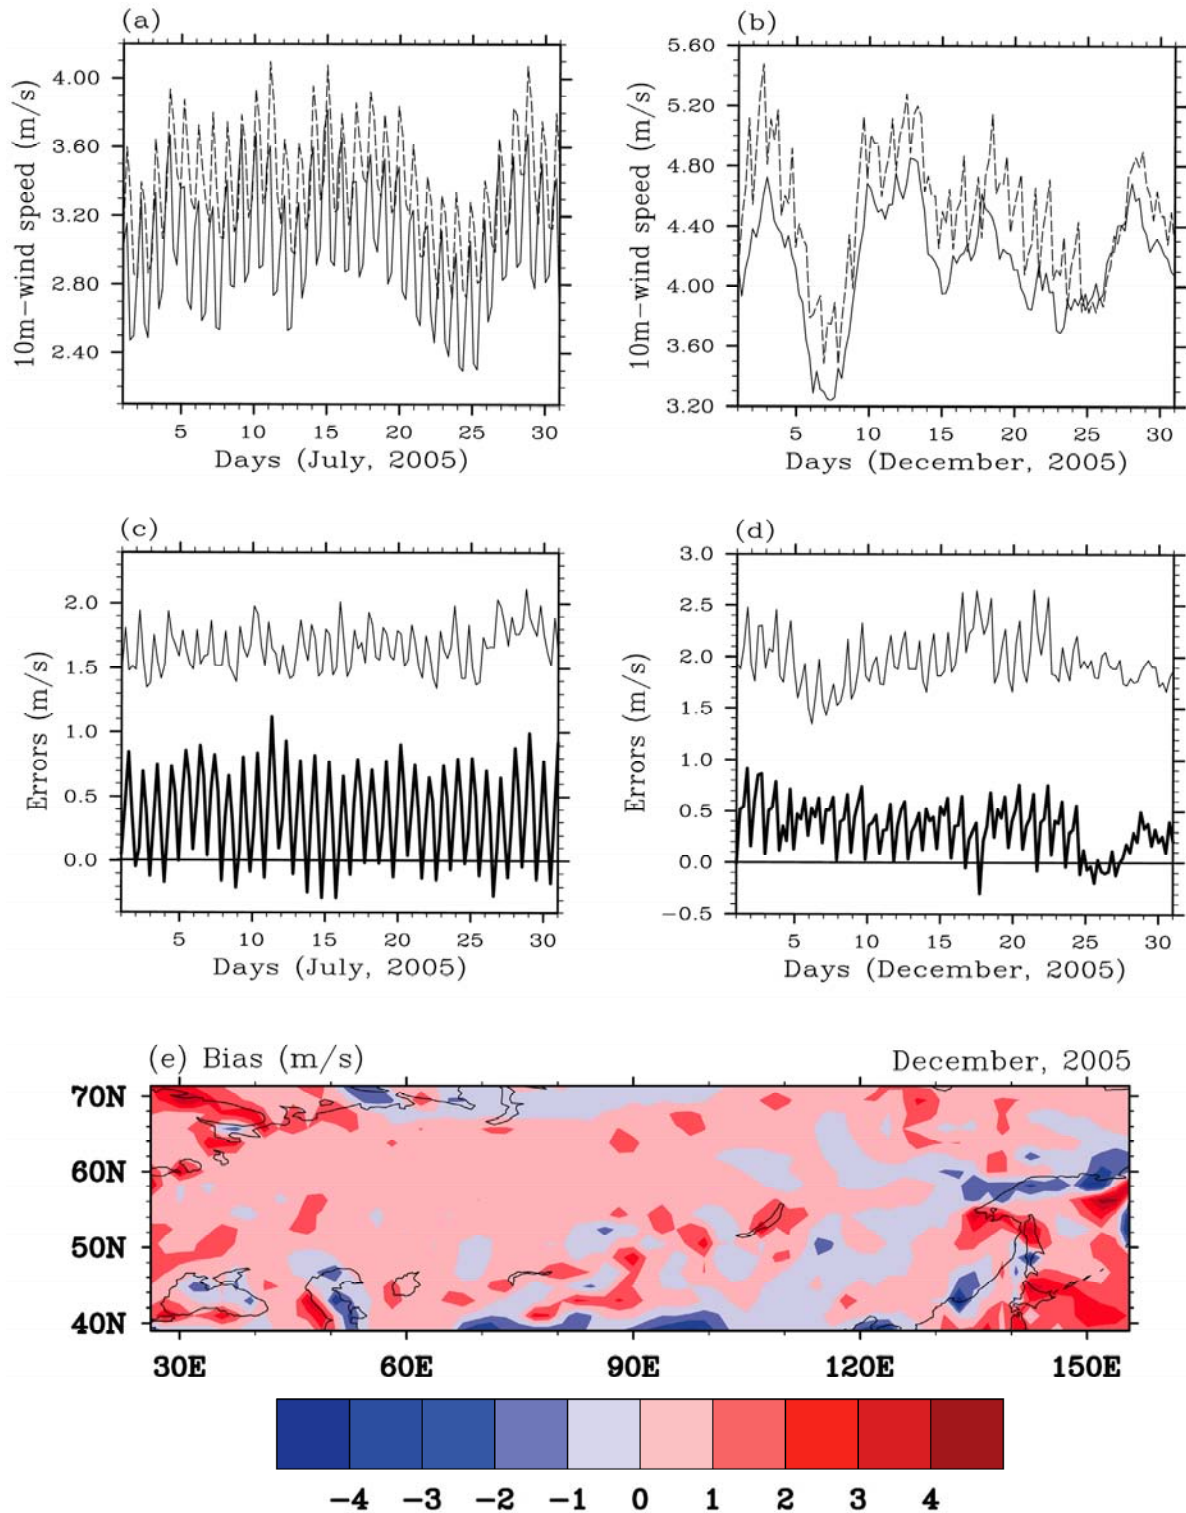 (a)
10m-wind speed (m/s)
4.00
3.60
3.20
2.80
2.40
5 10 15 20 25 30
Days (July, 2005)
(b)
10m-wind speed (m/s)
5.60
5.20
4.80
4.40
4.00
3.60
3.20
5 10 15 20 25 30
Days (December, 2005)
(c)
Errors (m/s)
2.0
1.5
1.0
0.5
0.0
5 10 15 20 25 30
Days (July, 2005)
(d)
Errors (m/s)
3.0
2.5
2.0
1.5
1.0
0.5
0.0
-0.5
5 10 15 20 25 30
Days (December, 2005)
(e) Bias (m/s) December, 2005
70N
60N
50N
40N
30E 60E 90E 120E 150E
-4 -3 -2 -1 0 1 2 3 4